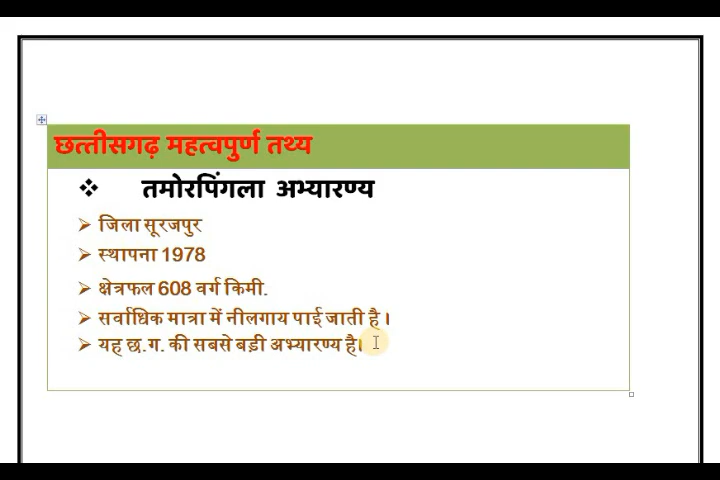 छत्तीसगढ़ महत्वपुर्ण तथ्य
❖ तमोरपिंगला अभ्यारण्य
➢ जिला सूरजपुर
➢ स्थापना 1978
➢ क्षेत्रफल 608 वर्ग किमी.
➢ सर्वाधिक मात्रा में नीलगाय पाई जाती है।
➢ यह छ.ग. की सबसे बड़ी अभ्यारण्य है।